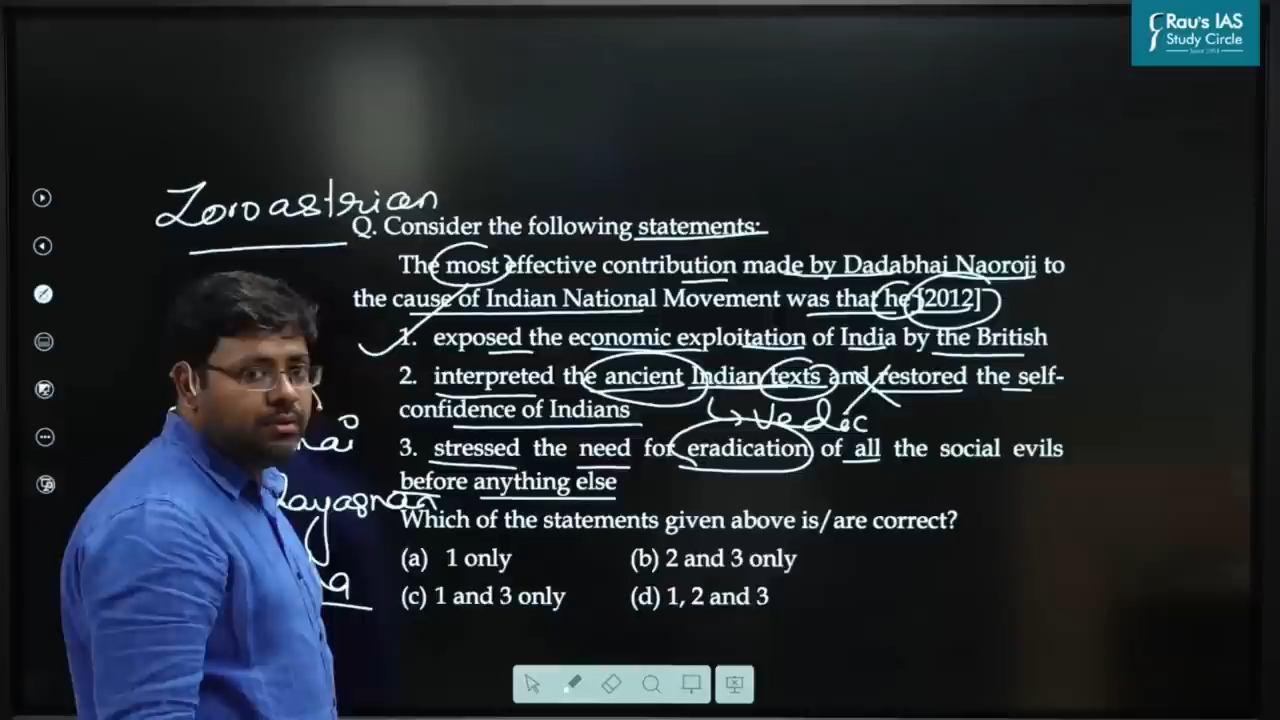 Rau's IAS
Study Circle
Zoroastrian
Q. Consider the following statements:
The most effective contribution made by Dadabhai Naoroji to
the cause of Indian National Movement was that he [2012]
1. exposed the economic exploitation of India by the British
2. interpreted the ancient Indian texts and restored the self-
confidence of Indians
Vedic
3. stressed the need for eradication of all the social evils
before anything else
Which of the statements given above is/are correct?
(a) 1 only (b) 2 and 3 only
(c) 1 and 3 only (d) 1, 2 and 3